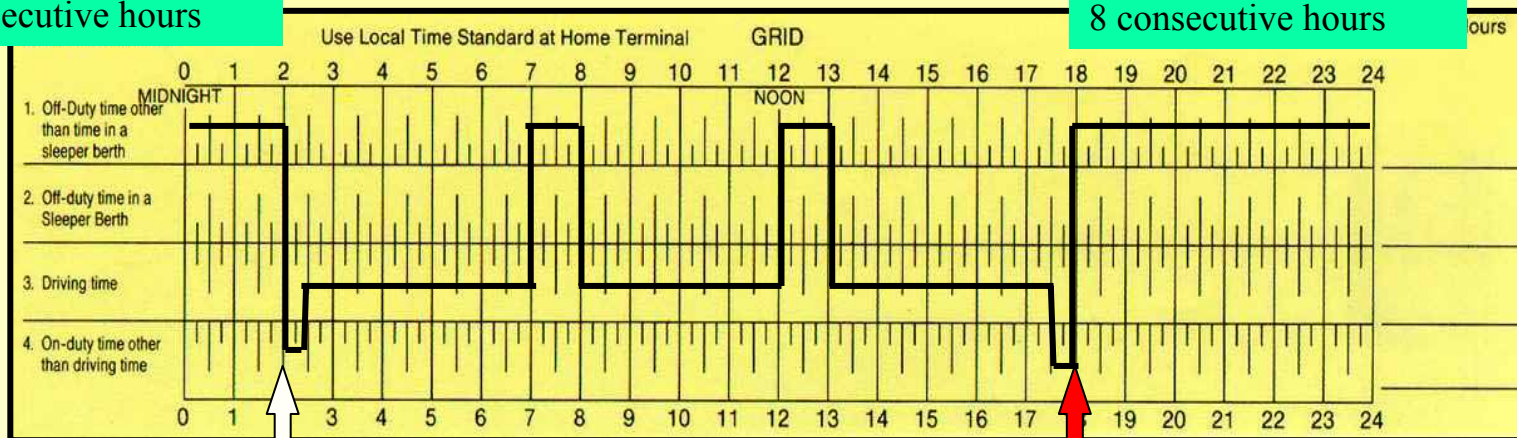 ecutive hours
8 consecutive hours
ours
Use Local Time Standard at Home Terminal GRID
0 1 2 3 4 5 6 7 8 9 10 11 12 13 14 15 16 17 18 19 20 21 22 23 24
MIDNIGHT NOON
1. Off-Duty time other
than time in a
sleeper berth
2. Off-duty time in a
Sleeper Berth
3. Driving time
4. On-duty time other
than driving time
0 1 3 4 5 6 7 8 9 10 11 12 13 14 15 16 17 19 20 21 22 23 24